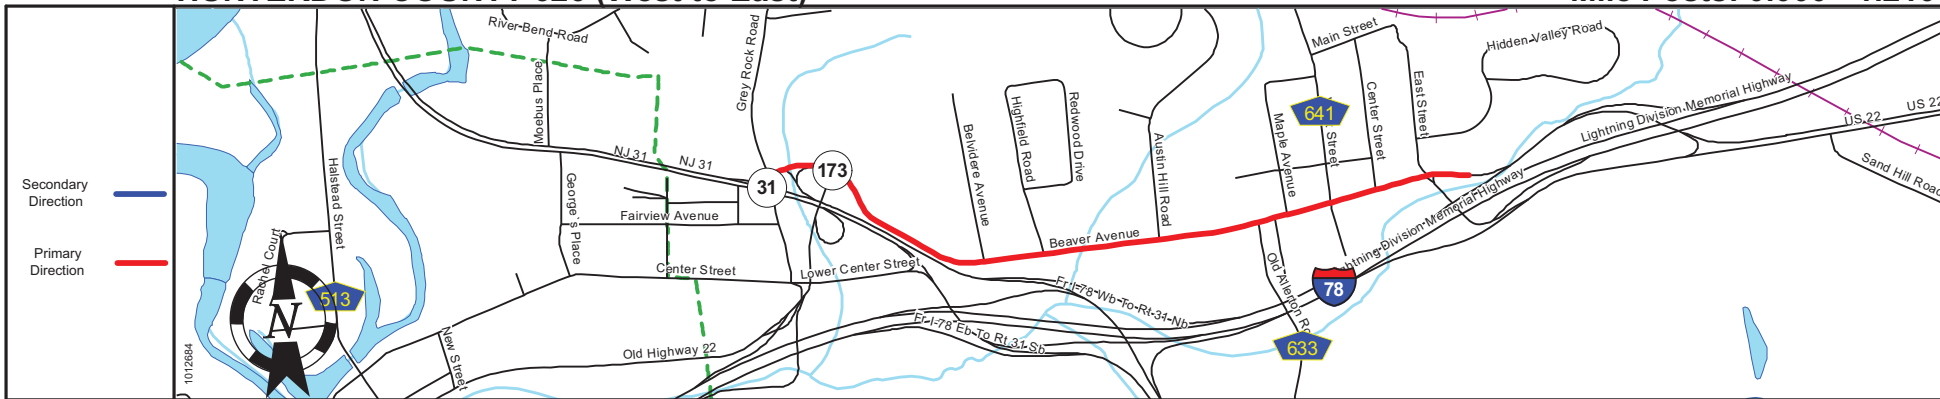 Secondary
Direction
Primary
Direction
1012684
River-Bend-Road
Moebus Place
Grey Rock Road
Halstead Street
Rachel Court
513
N
NJ 31
NJ 31
31
173
George's Place
Fairview Avenue
Center Street
Lower Center Street
New Street
Old Highway 22
Belvidere Avenue
Highfield Road
Redwood Drive
Austin Hill Road
Beaver Avenue
Fr I-78 Wb To Rt-31-Nb
Fr I-78 Eb To Rt 31 Sb
Main Street
641
Street
Maple Avenue
Center Street
East Street
Hidden-Valley Road
Lightning Division Memorial Highway
US 22
US 22
Sand Hill Road
Lightning Division-Memorial-Highway
78
Old Allerton Ro
633